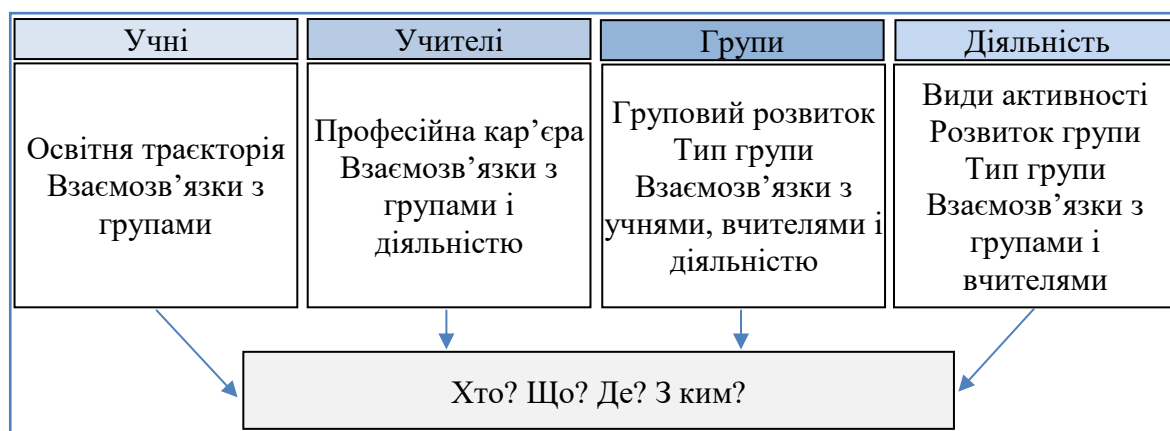 Учні
Учителі
Групи
Діяльність
Освітня траєкторія
Взаємозв’язки з
групами
Професійна кар’єра
Взаємозв’язки з
групами і
діяльністю
Груповий розвиток
Тип групи
Взаємозв’язки з
учнями, вчителями і
діяльністю
Види активності
Розвиток групи
Тип групи
Взаємозв’язки з
групами і
вчителями
Хто? Що? Де? З ким?